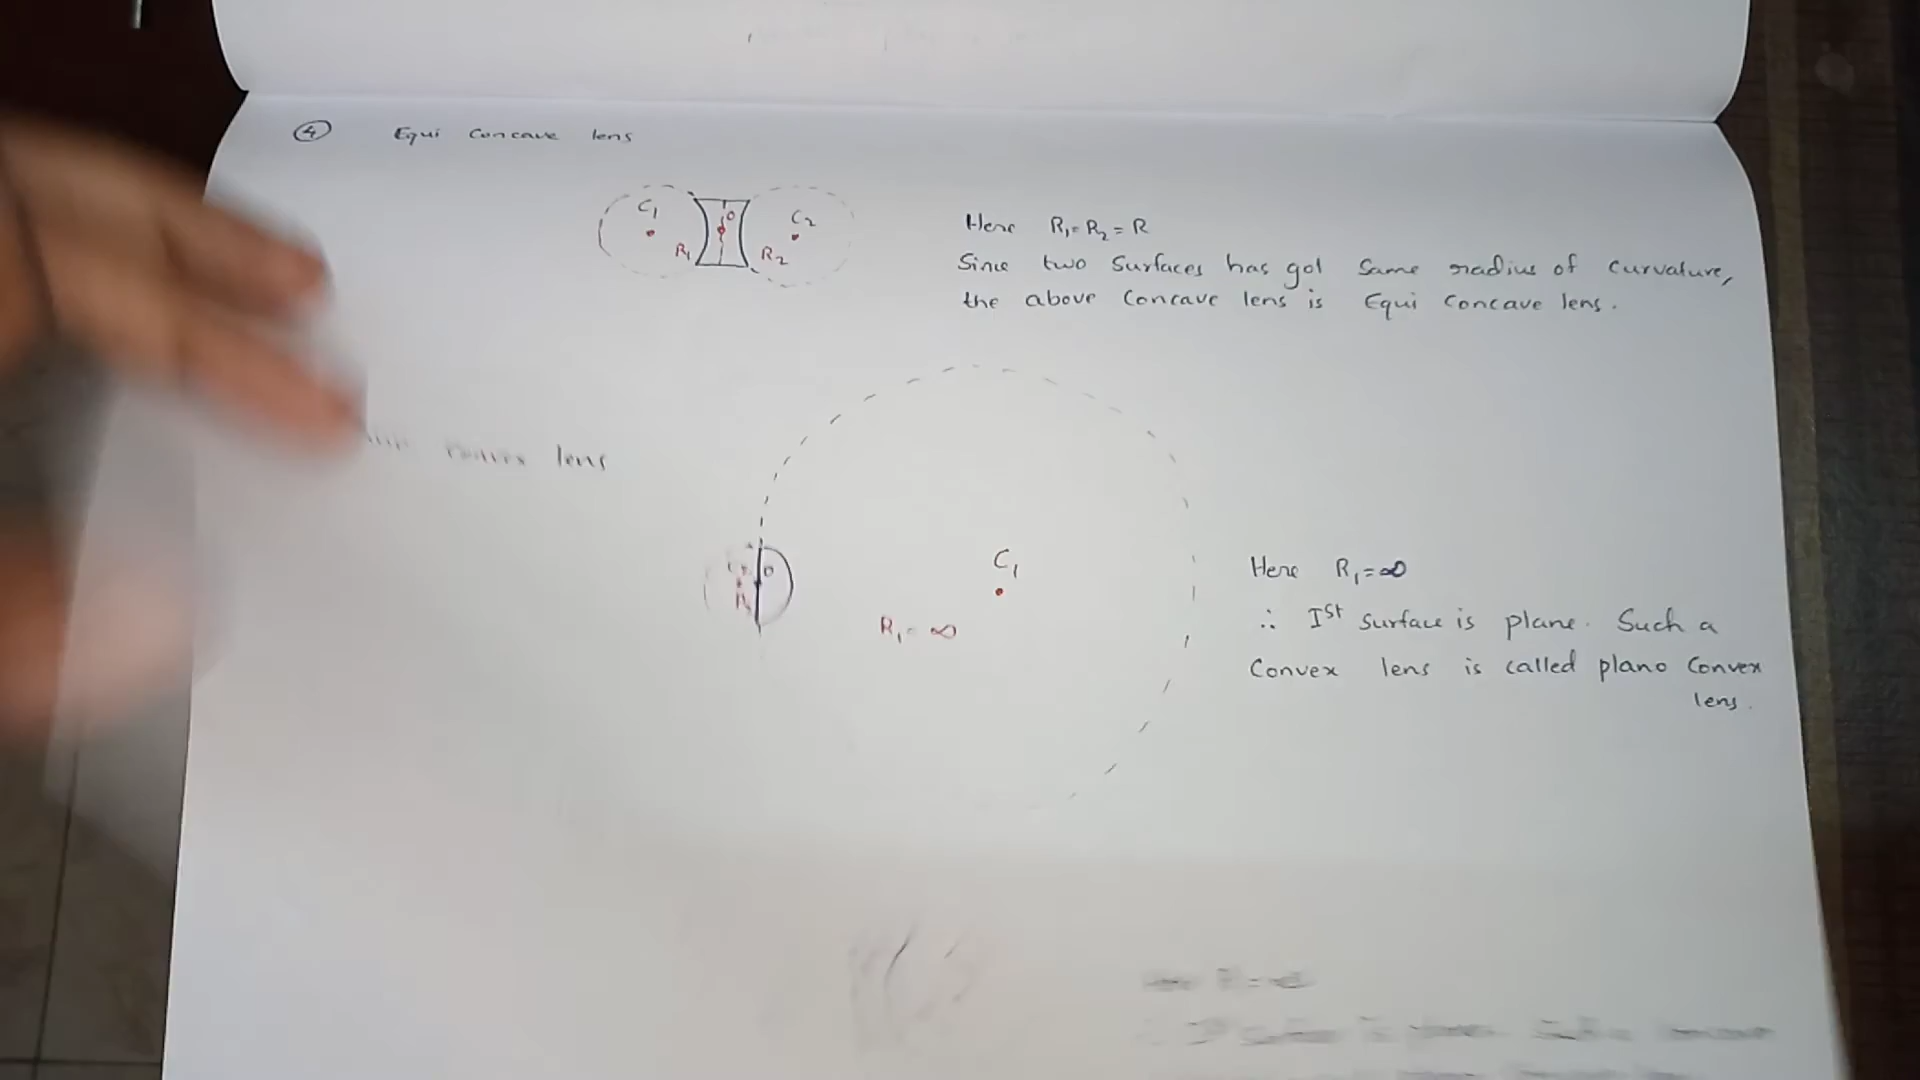 4 Equi Concave lens
C1 O C2
R1 R2
Here R1=R2=R
Since two Surfaces has got Same radius of curvature,
the above Concave lens is Equi Concave lens.
convex lens
C1
O
R1=∞
Here R1=∞
∴ Ist surface is plane. Such a
Convex lens is called plano Convex
lens.